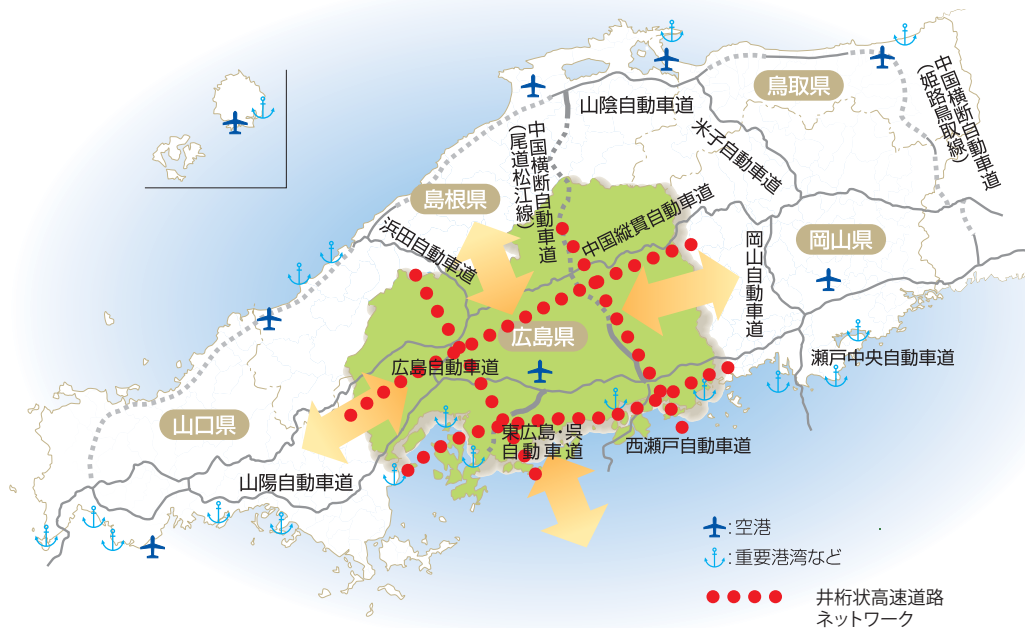 鳥取県
中国横断自動車道
(姫路鳥取線)
山陰自動車道
米子自動車道
中国横断自動車道
(尾道松江線)
島根県
中国縦貫自動車道
浜田自動車道
岡山県
岡山自動車道
広島県
広島自動車道
瀬戸中央自動車道
山口県
東広島・呉
自動車道
西瀬戸自動車道
山陽自動車道
:空港
:重要港湾など
井桁状高速道路
ネットワーク